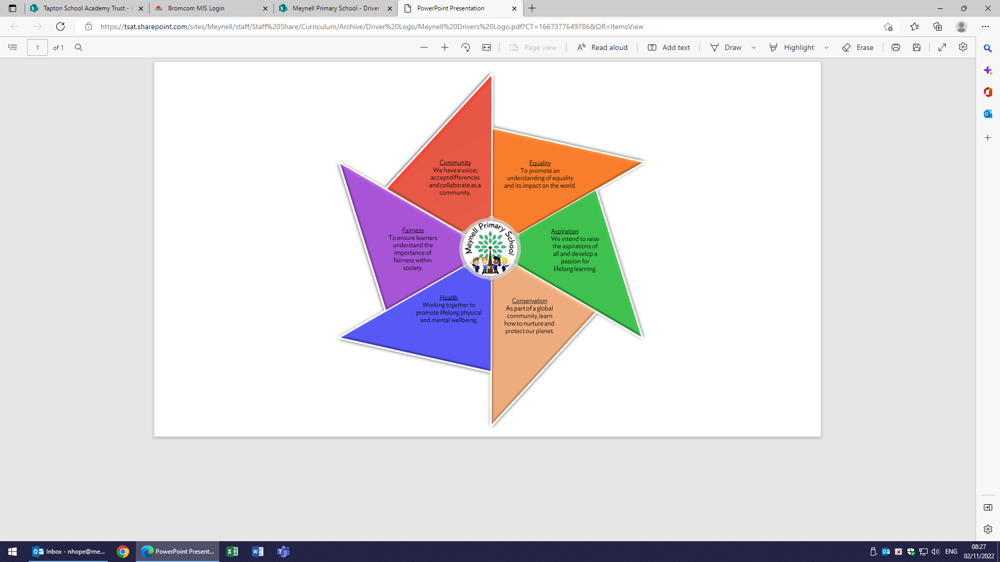 Tapton School Academy Trust - H
Bromcom MIS Login
Meynell Primary School - Driver
PowerPoint Presentation
https://tsat.sharepoint.com/sites/Meynell/staff/Staff%20Share/Curriculum/Archive/Driver%20Logo/Meynell%20Drivers%20Logo.pdf?CT=1667377649786&OR=ItemsView
1 of 1
Page view
Read aloud
Add text
Draw
Highlight
Erase
Community
We have a voice;
accept differences
and collaborate as a
community.
Equality
To promote an
understanding of equality
and its impact on the world.
Fairness
To ensure learners
understand the
importance of
fairness within
society.
Meynell Primary School
Aspiration
We intend to raise
the aspirations of
all and develop a
passion for
lifelong learning.
Health
Working together to
promote lifelong physical
and mental wellbeing.
Conservation
As part of a global
community, learn
how to nurture and
protect our planet.
Inbox - nhope@me...
PowerPoint Present...
ENG
08:27
02/11/2022